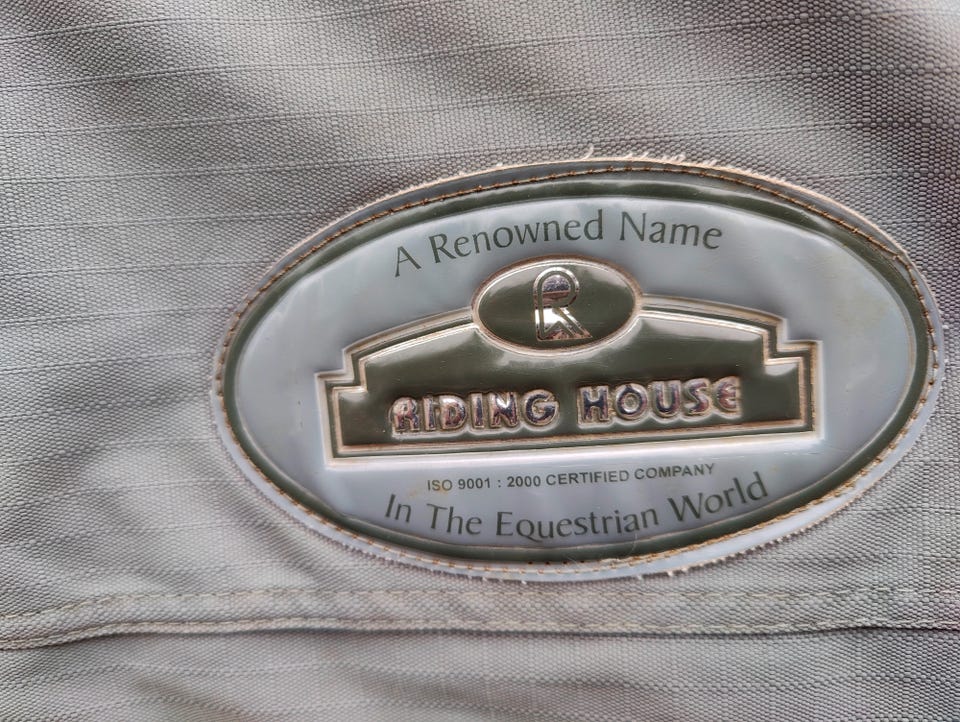 A Renowned Name
R
RIDING HOUSE
ISO 9001 : 2000 CERTIFIED COMPANY
In The Equestrian World